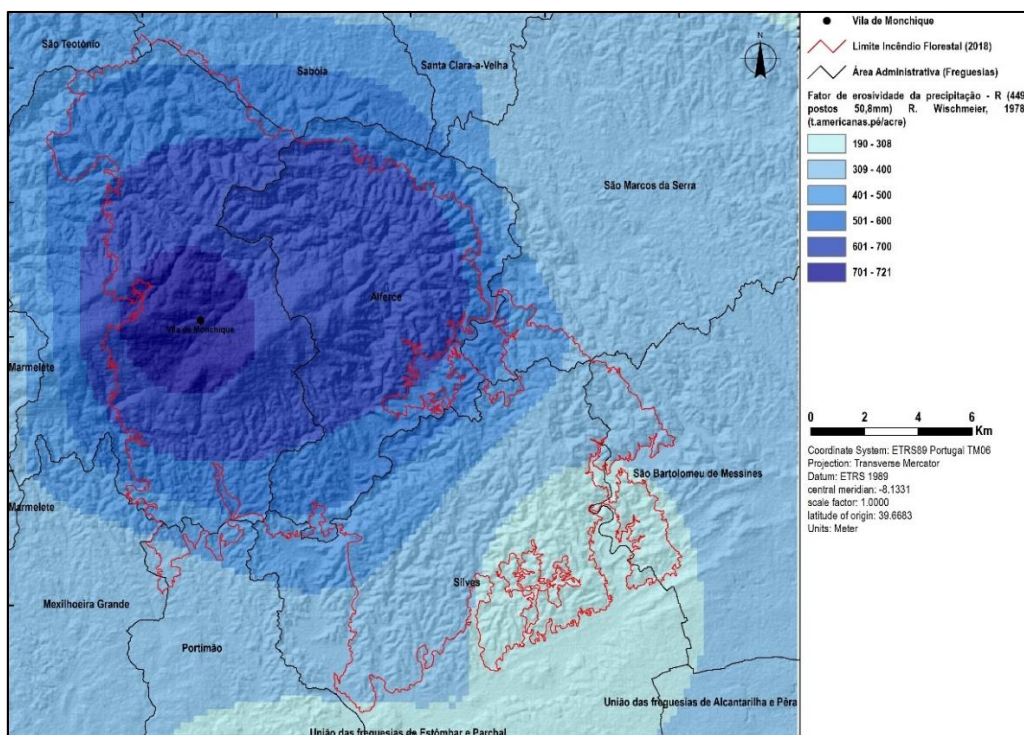 São Teotónio
Sabóia
Santa Clara-a-Velha
N
São Marcos da Serra
Alferce
Vila de Monchique
Marmelete
São Bartolomeu de Messines
Marmelete
Silves
Mexilhoeira Grande
Portimão
União das freguesias de Alcantarilha e Pêra
União das freguesias de Estômbar e Parchal
Vila de Monchique
Limite Incêndio Florestal (2018)
Área Administrativa (Freguesias)
Fator de erosividade da precipitação - R (449
postos 50,8mm) R. Wischmeier, 1978
(t.americanas.pé/acre)
190 - 308
309 - 400
401 - 500
501 - 600
601 - 700
701 - 721
0 2 4 6
Km
Coordinate System: ETRS89 Portugal TM06
Projection: Transverse Mercator
Datum: ETRS 1989
central meridian: -8.1331
scale factor: 1.0000
latitude of origin: 39.6683
Units: Meter